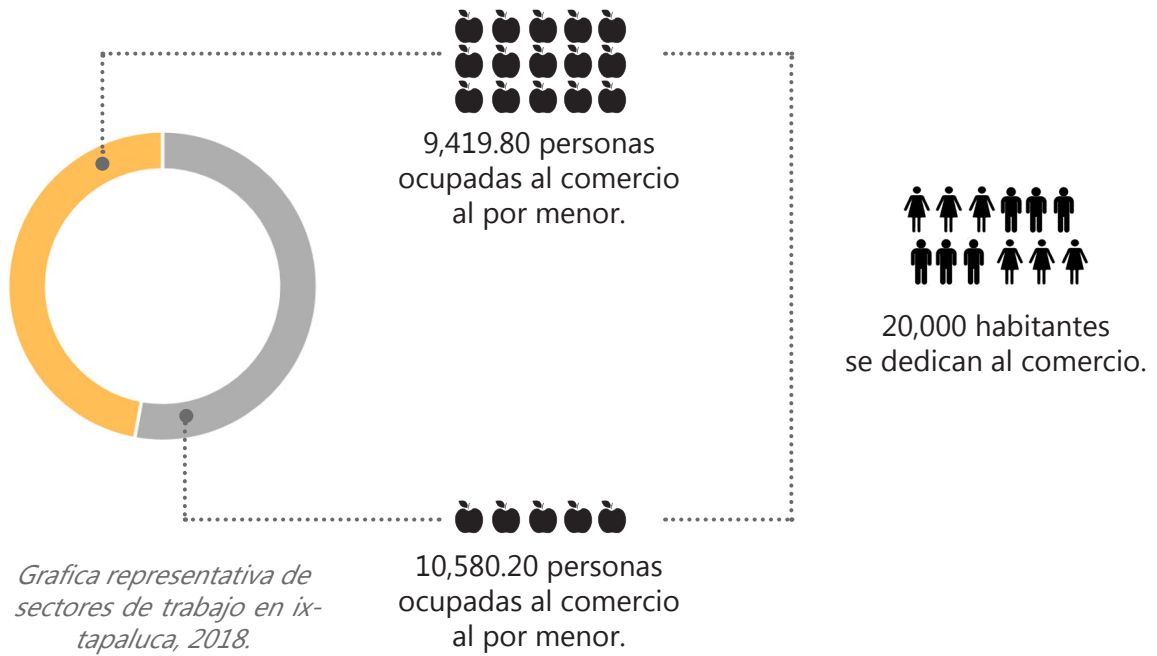 9,419.80 personas
ocupadas al comercio
al por menor.
20,000 habitantes
se dedican al comercio.
10,580.20 personas
ocupadas al comercio
al por menor.
Grafica representativa de
sectores de trabajo en ix-
tapaluca, 2018.